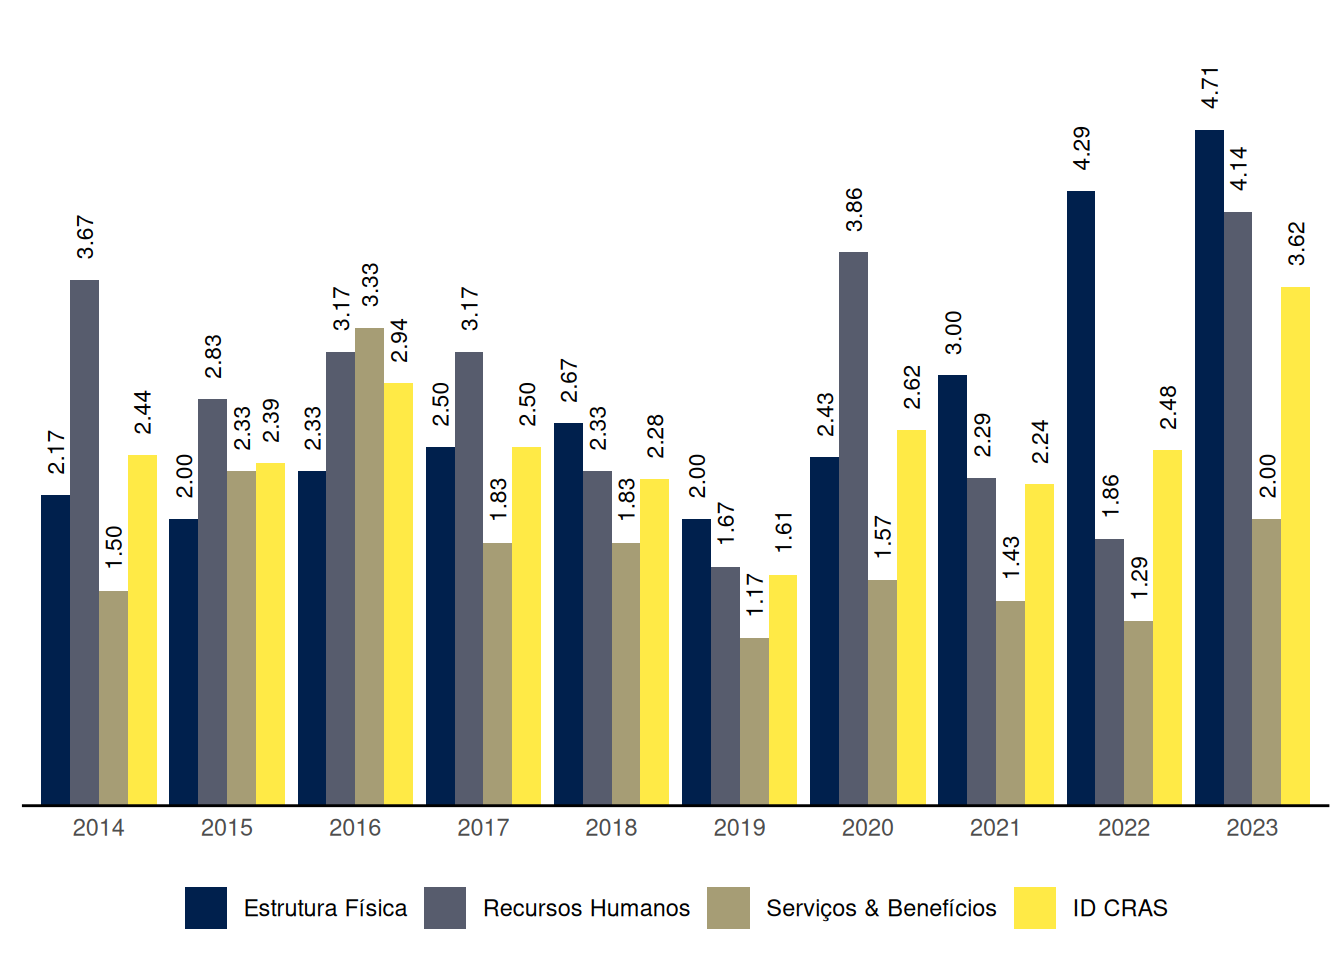 2.17 3.67 1.50 2.44
2.00 2.83 2.33 2.39
2.33 3.17 3.33 2.94
2.50 3.17 1.83 2.50
2.67 2.33 1.83 2.28
2.00 1.67 1.17 1.61
2.43 3.86 1.57 2.62
3.00 2.29 1.43 2.24
4.29 1.86 1.29 2.48
4.71 4.14 2.00 3.62
2014 2015 2016 2017 2018 2019 2020 2021 2022 2023
Estrutura Física Recursos Humanos Serviços & Benefícios ID CRAS